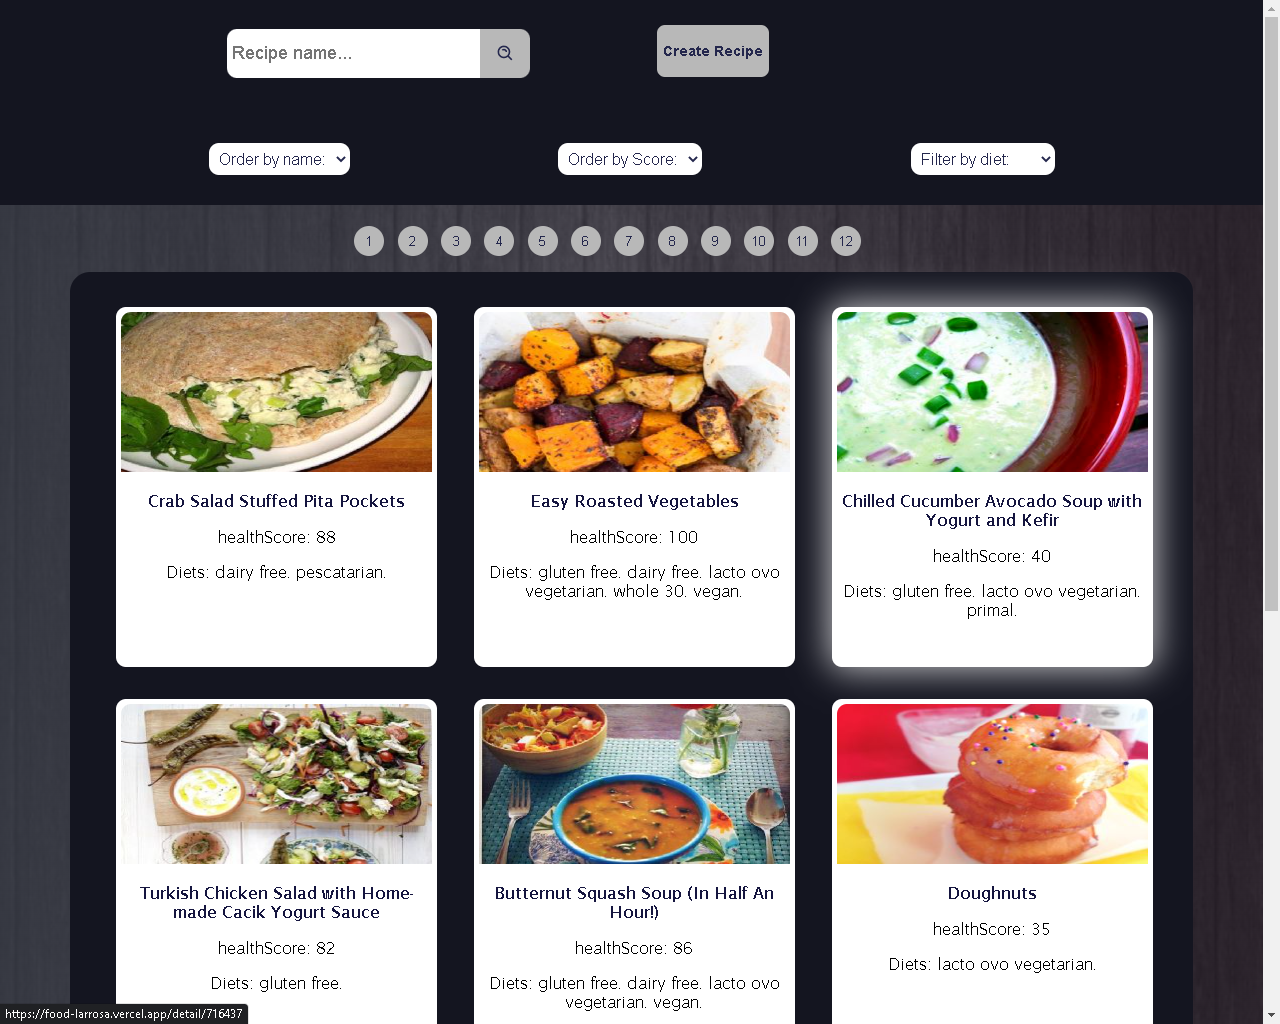 Recipe name...
Create Recipe
Order by name:
Order by Score:
Filter by diet:
1 2 3 4 5 6 7 8 9 10 11 12
Crab Salad Stuffed Pita Pockets
healthScore: 88
Diets: dairy free. pescatarian.
Easy Roasted Vegetables
healthScore: 100
Diets: gluten free. dairy free. lacto ovo
vegetarian. whole 30. vegan.
Chilled Cucumber Avocado Soup with
Yogurt and Kefir
healthScore: 40
Diets: gluten free. lacto ovo vegetarian.
primal.
Turkish Chicken Salad with Home-
made Cacik Yogurt Sauce
healthScore: 82
Diets: gluten free.
Butternut Squash Soup (In Half An
Hour!)
healthScore: 86
Diets: gluten free. dairy free. lacto ovo
vegetarian. vegan.
Doughnuts
healthScore: 35
Diets: lacto ovo vegetarian.
https://food-larrosa.vercel.app/detail/716437